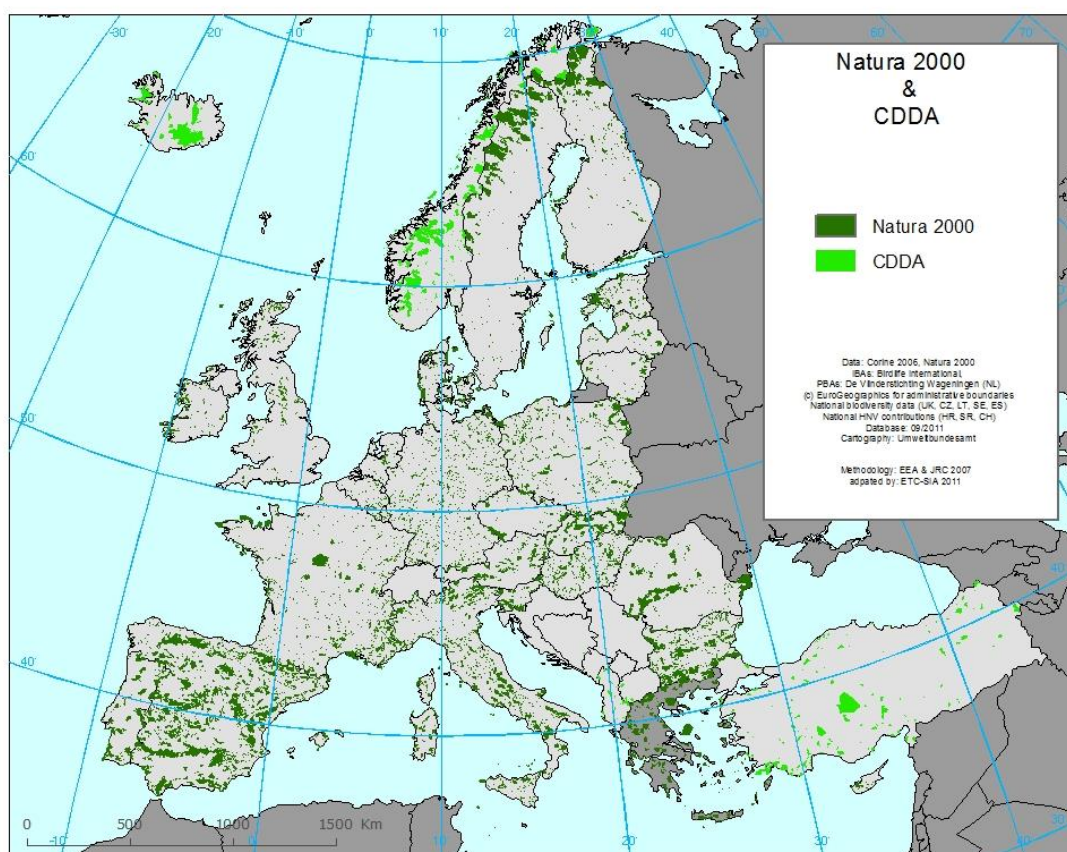 -30°
-20°
-10°
0°
10°
20°
30°
40°
50°
60°
70°
Natura 2000
&
CDDA
Natura 2000
CDDA
Data: Corine 2006, Natura 2000
IBAs: Birdlife International,
PBAs: De Vlinderstichting Wageningen (NL)
(c) EuroGeographics for administrative boundaries
National biodiversity data (UK, CZ, LT, SE, ES)
National HNV contributions (HR, SR, CH)
Database: 09/2011
Cartography: Umweltbundesamt
Methodology: EEA & JRC 2007
adpated by: ETC-SIA 2011
60°
50°
40°
40°
0
500
1000
1500 Km
-10°
0°
10°
20°
30°
40°